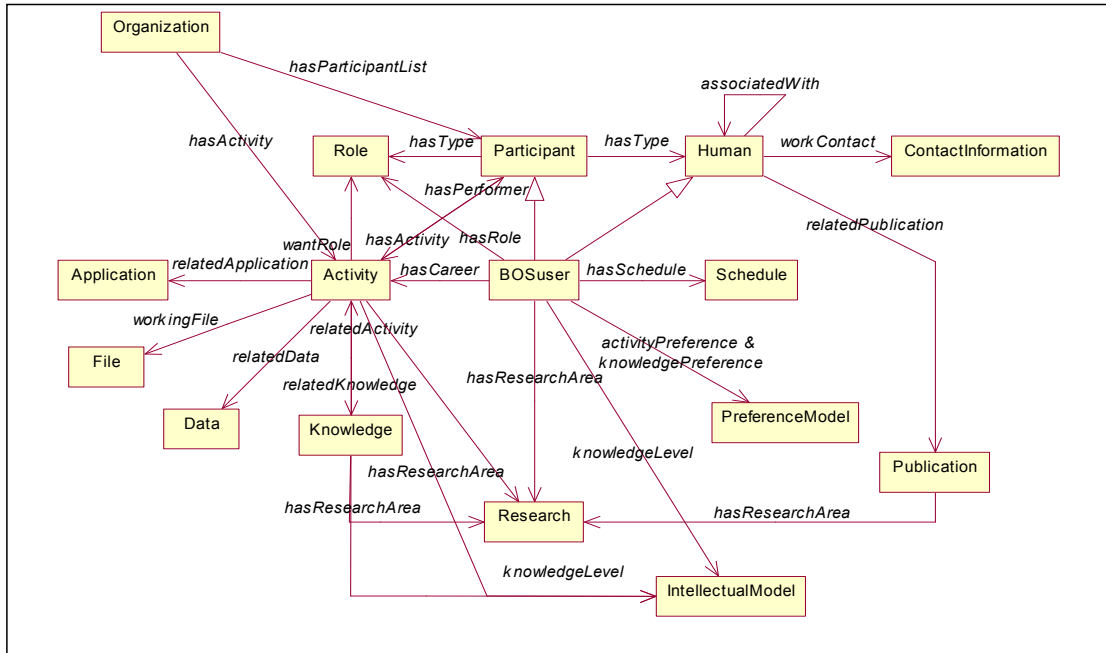 Organization
hasParticipantList
associatedWith
hasActivity
Role
hasType
Participant
hasType
Human
workContact
ContactInformation
hasPerformer
relatedPublication
wantRole
hasActivity
hasRole
Application
relatedApplication
Activity
hasCareer
BOSuser
hasSchedule
Schedule
workingFile
relatedActivity
activityPreference &
knowledgePreference
File
relatedData
relatedKnowledge
hasResearchArea
Data
Knowledge
PreferenceModel
knowledgeLevel
Publication
hasResearchArea
hasResearchArea
Research
hasResearchArea
knowledgeLevel
IntellectualModel